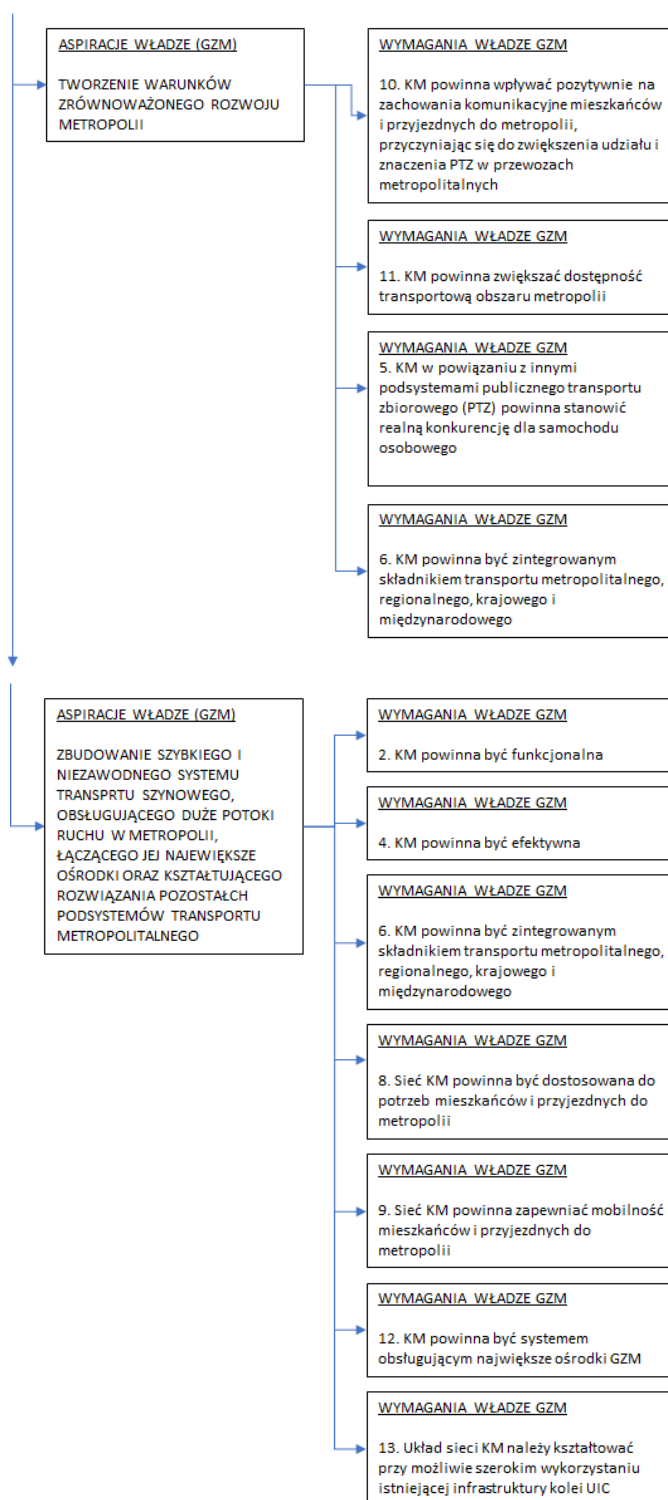 ASPIRACJE WŁADZE (GZM)
TWORZENIE WARUNKÓW
ZRÓWNOWAŻONEGO ROZWOJU
METROPOLII
WYMAGANIA WŁADZE GZM
10. KM powinna wpływać pozytywnie na
zachowania komunikacyjne mieszkańców
i przyjezdnych do metropolii,
przyczyniając się do zwiększenia udziału i
znaczenia PTZ w przewozach
metropolitalnych
WYMAGANIA WŁADZE GZM
11. KM powinna zwiększać dostępność
transportową obszaru metropolii
WYMAGANIA WŁADZE GZM
5. KM w powiązaniu z innymi
podsystemami publicznego transportu
zbiorowego (PTZ) powinna stanowić
realną konkurencję dla samochodu
osobowego
WYMAGANIA WŁADZE GZM
6. KM powinna być zintegrowanym
składnikiem transportu metropolitalnego,
regionalnego, krajowego i
międzynarodowego
ASPIRACJE WŁADZE (GZM)
ZBUDOWANIE SZYBKIEGO I
NIEZAWODNEGO SYSTEMU
TRANSPRTU SZYNOWEGO,
OBSŁUGUJĄCEGO DUŻE POTOKI
RUCHU W METROPOLII,
ŁĄCZĄCEGO JEJ NAJWIĘKSZE
OŚRODKI ORAZ KSZTAŁTUJĄCEGO
ROZWIĄZANIA POZOSTAŁCH
PODSYSTEMÓW TRANSPORTU
METROPOLITALNEGO
WYMAGANIA WŁADZE GZM
2. KM powinna być funkcjonalna
WYMAGANIA WŁADZE GZM
4. KM powinna być efektywna
WYMAGANIA WŁADZE GZM
6. KM powinna być zintegrowanym
składnikiem transportu metropolitalnego,
regionalnego, krajowego i
międzynarodowego
WYMAGANIA WŁADZE GZM
8. Sieć KM powinna być dostosowana do
potrzeb mieszkańców i przyjezdnych do
metropolii
WYMAGANIA WŁADZE GZM
9. Sieć KM powinna zapewniać mobilność
mieszkańców i przyjezdnych do
metropolii
WYMAGANIA WŁADZE GZM
12. KM powinna być systemem
obsługującym największe ośrodki GZM
WYMAGANIA WŁADZE GZM
13. Układ sieci KM należy kształtować
przy możliwie szerokim wykorzystaniu
istniejącej infrastruktury kolei UIC